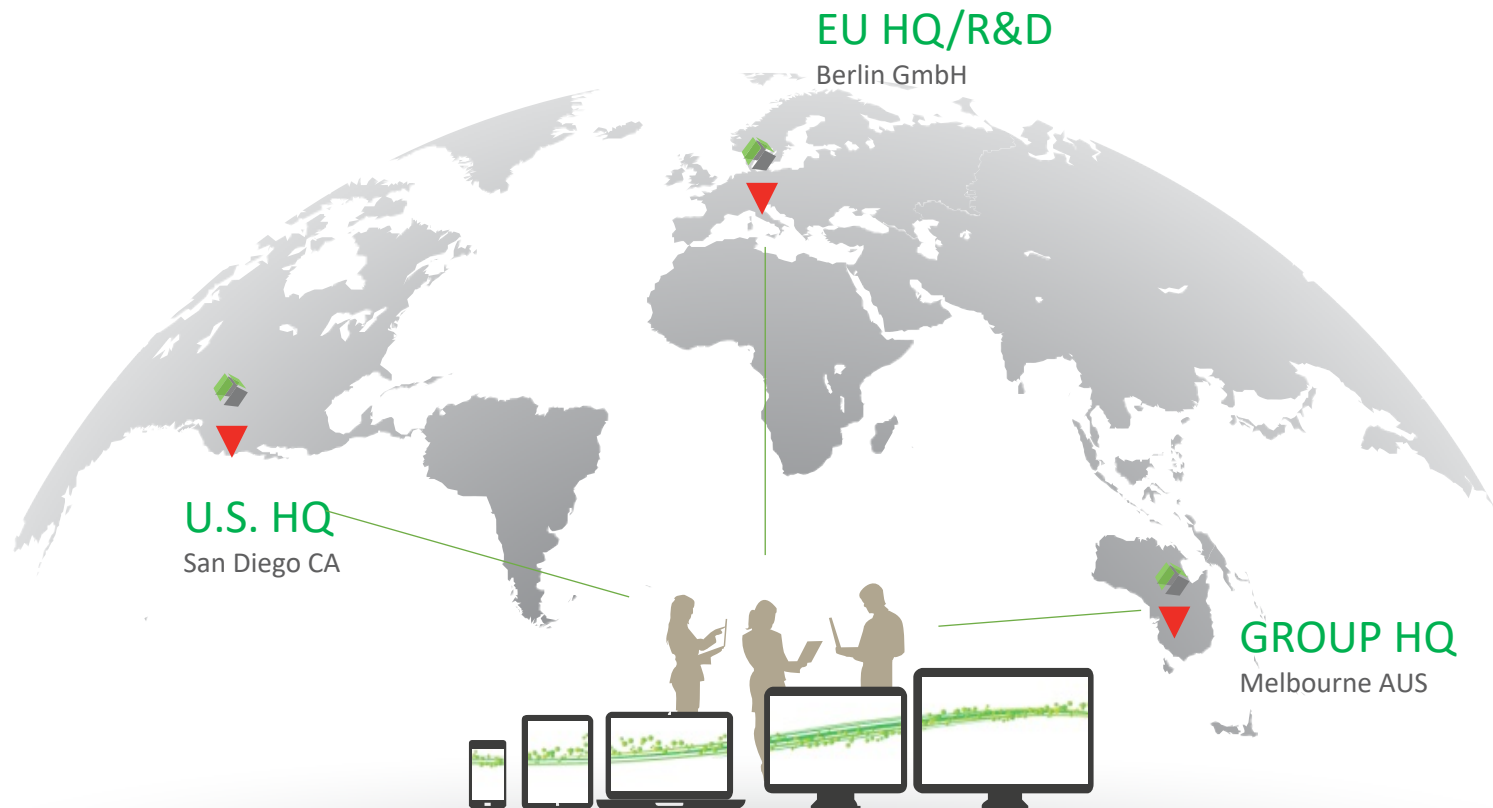 EU HQ/R&D
Berlin GmbH
U.S. HQ
San Diego CA
GROUP HQ
Melbourne AUS